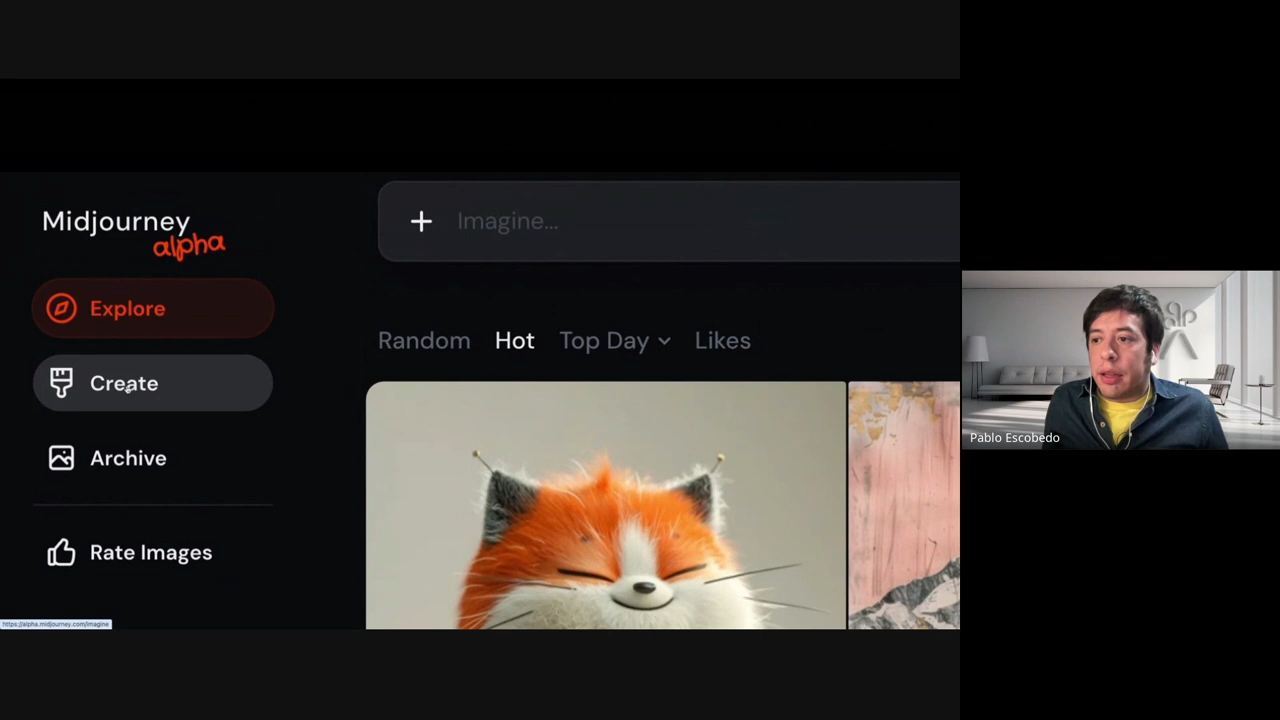 Midjourney
alpha
Explore
Create
Archive
Rate Images
Imagine...
Random Hot Top Day Likes
https://alpha.midjourney.com/imagine
Pablo Escobedo